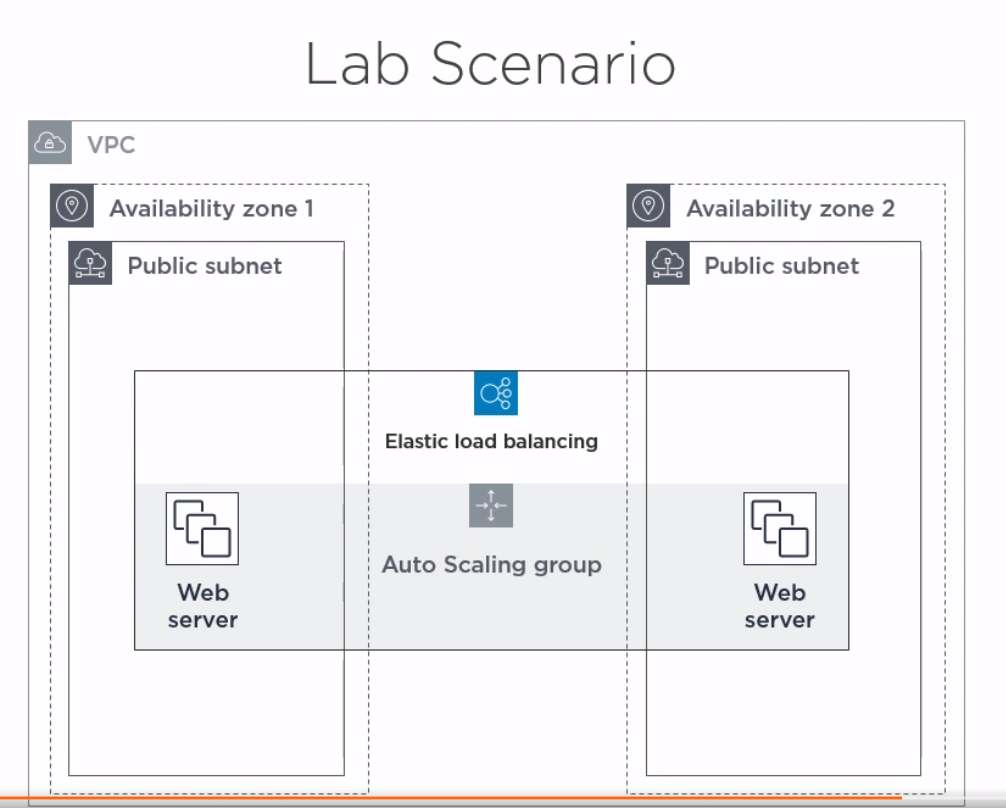 Lab Scenario
VPC
Availability zone 1
Availability zone 2
Public subnet
Public subnet
Elastic load balancing
Auto Scaling group
Web
server
Web
server